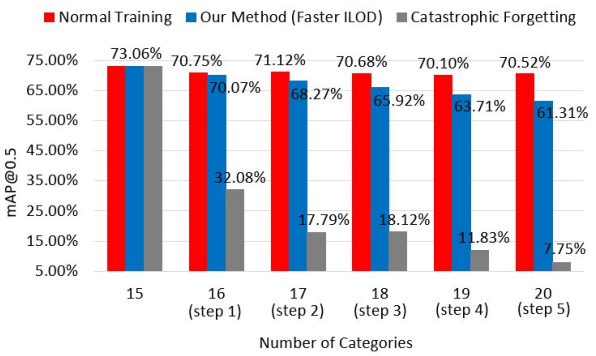 Normal Training Our Method (Faster ILOD) Catastrophic Forgetting
75.00% 73.06% 70.75% 71.12% 70.68% 70.10% 70.52%
65.00% 70.07% 68.27% 65.92% 63.71% 61.31%
55.00%
45.00%
35.00% 32.08%
25.00% 17.79% 18.12%
15.00% 11.83% 7.75%
5.00%
mAP@0.5
15 16 17 18 19 20
(step 1) (step 2) (step 3) (step 4) (step 5)
Number of Categories